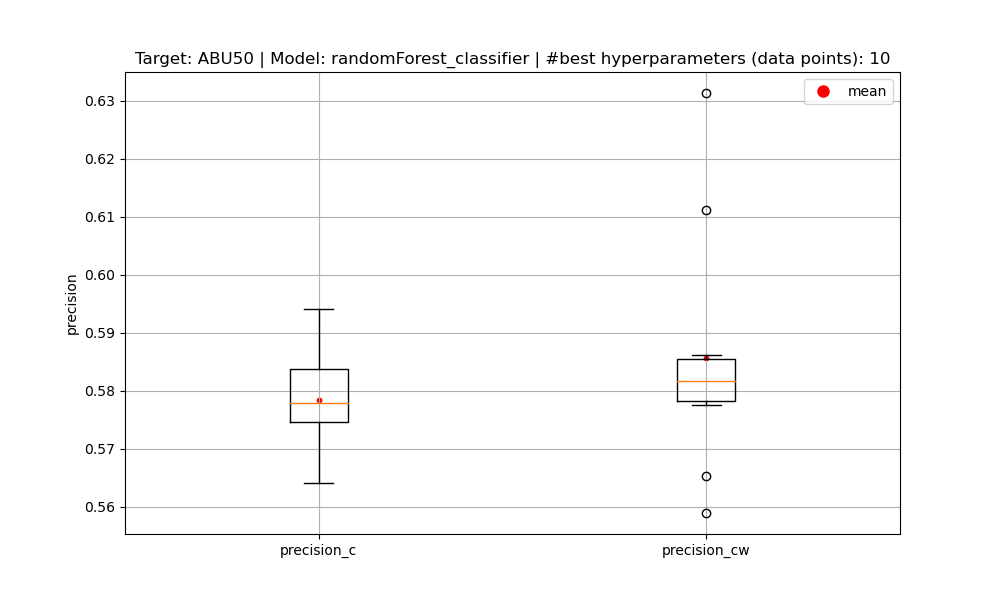 Target: ABU50 | Model: randomForest_classifier | #best hyperparameters (data points): 10
mean
0.63
0.62
0.61
0.60
0.59
0.58
0.57
0.56
precision
precision_c
precision_cw